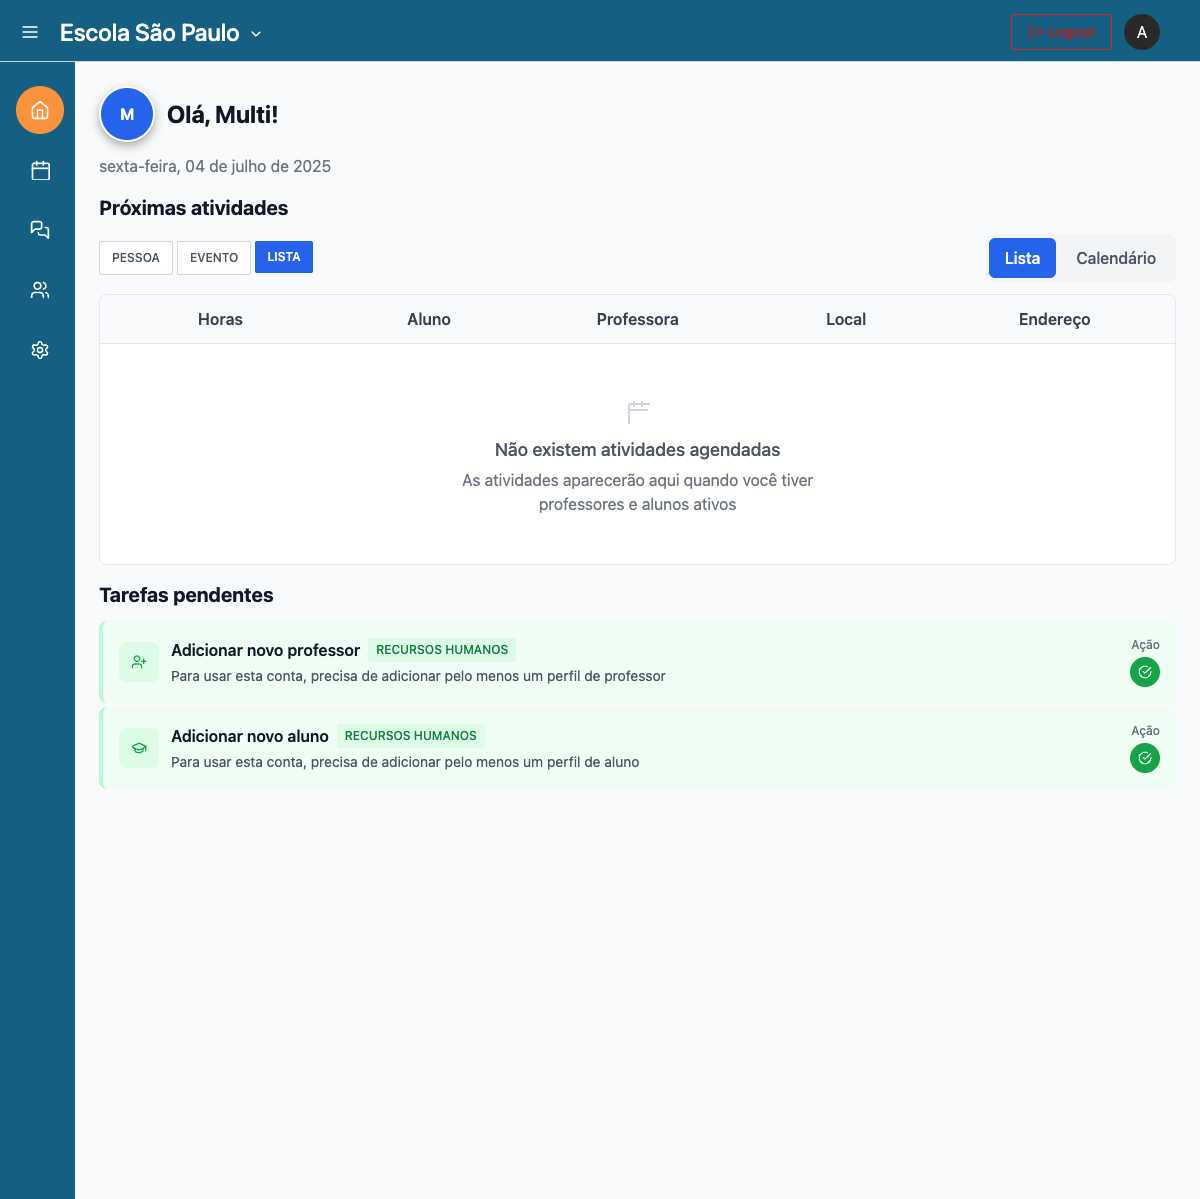 Escola São Paulo
Logout
A
M
Olá, Multi!
sexta-feira, 04 de julho de 2025
Próximas atividades
PESSOA
EVENTO
LISTA
Lista
Calendário
Horas
Aluno
Professora
Local
Endereço
Não existem atividades agendadas
As atividades aparecerão aqui quando você tiver
professores e alunos ativos
Tarefas pendentes
Adicionar novo professor
RECURSOS HUMANOS
Para usar esta conta, precisa de adicionar pelo menos um perfil de professor
Ação
Adicionar novo aluno
RECURSOS HUMANOS
Para usar esta conta, precisa de adicionar pelo menos um perfil de aluno
Ação